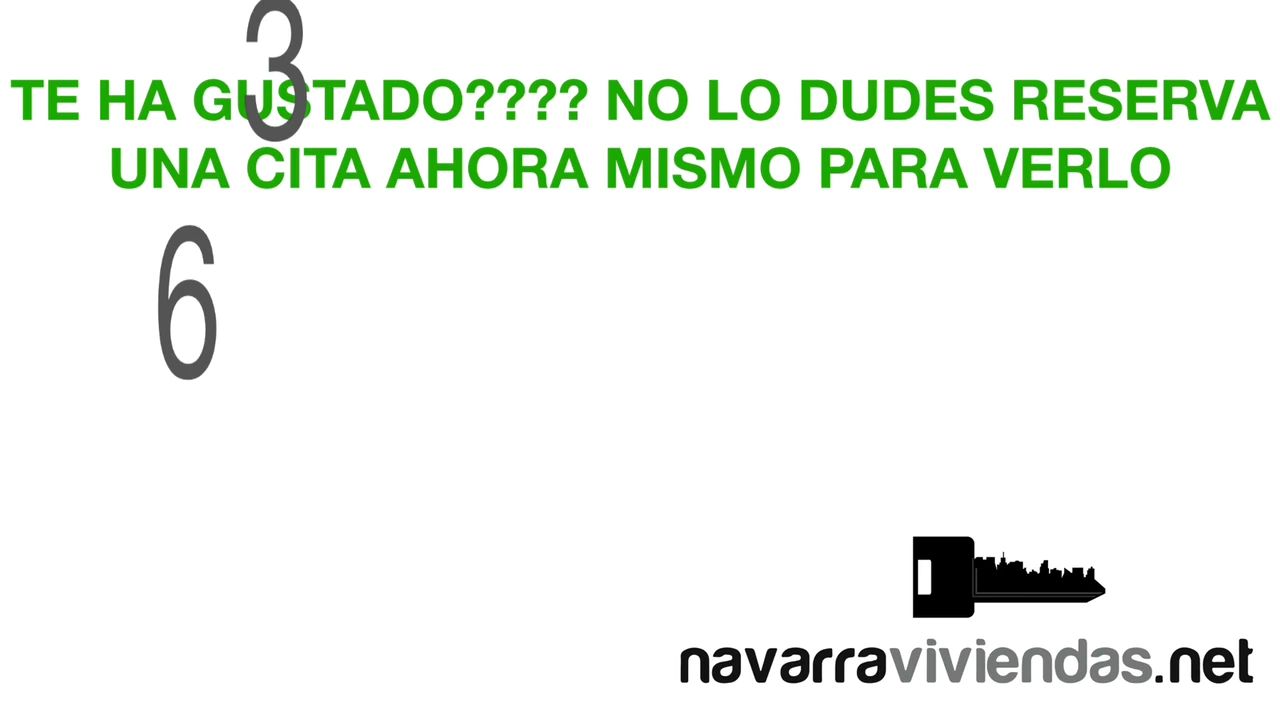 3
TE HA GUSTADO???? NO LO DUDES RESERVA
UNA CITA AHORA MISMO PARA VERLO
6
navarraviviendas.net